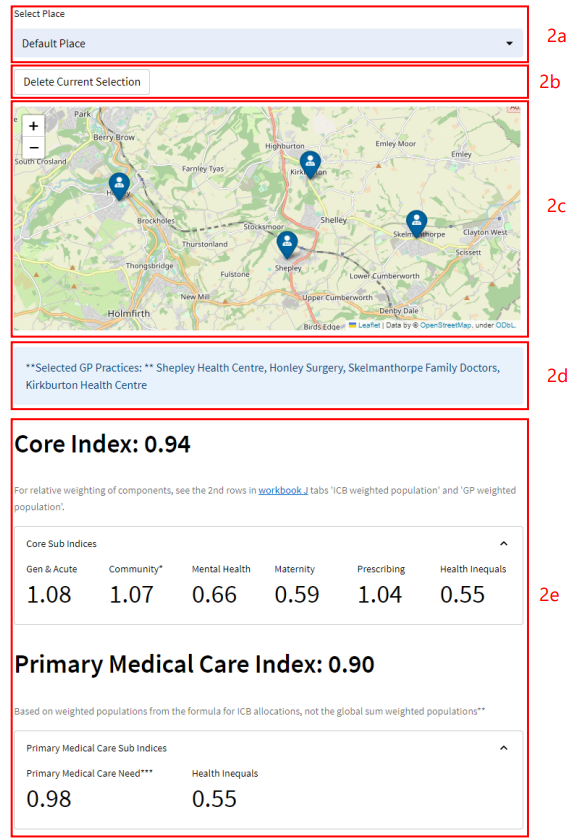 Select Place
Default Place
2a
Delete Current Selection
2b
+
−
Park
Berry Brow
Highburton
Emley Moor
Emley
South Crosland
Farnley Tyas
Shelley
2c
Brockholes
Stocksmoor
Clayton West
Thurstonland
Scissett
Thongsbridge
Shepley
Fulstone
Lower Cumberworth
New Mill
Upper Cumberworth
Denby Dale
Holmfirth
Birds Edge
Leaflet | Data by © OpenStreetMap, under ODbL.
**Selected GP Practices: ** Shepley Health Centre, Honley Surgery, Skelmanthorpe Family Doctors,
Kirkburton Health Centre
2d
Core Index: 0.94
For relative weighting of components, see the 2nd rows in workbook J tabs 'ICB weighted population' and 'GP weighted
population'.
Core Sub Indices
Gen & Acute Community* Mental Health Maternity Prescribing Health Inequals
1.08 1.07 0.66 0.59 1.04 0.55
2e
Primary Medical Care Index: 0.90
Based on weighted populations from the formula for ICB allocations, not the global sum weighted populations**
Primary Medical Care Sub Indices
Primary Medical Care Need*** Health Inequals
0.98 0.55